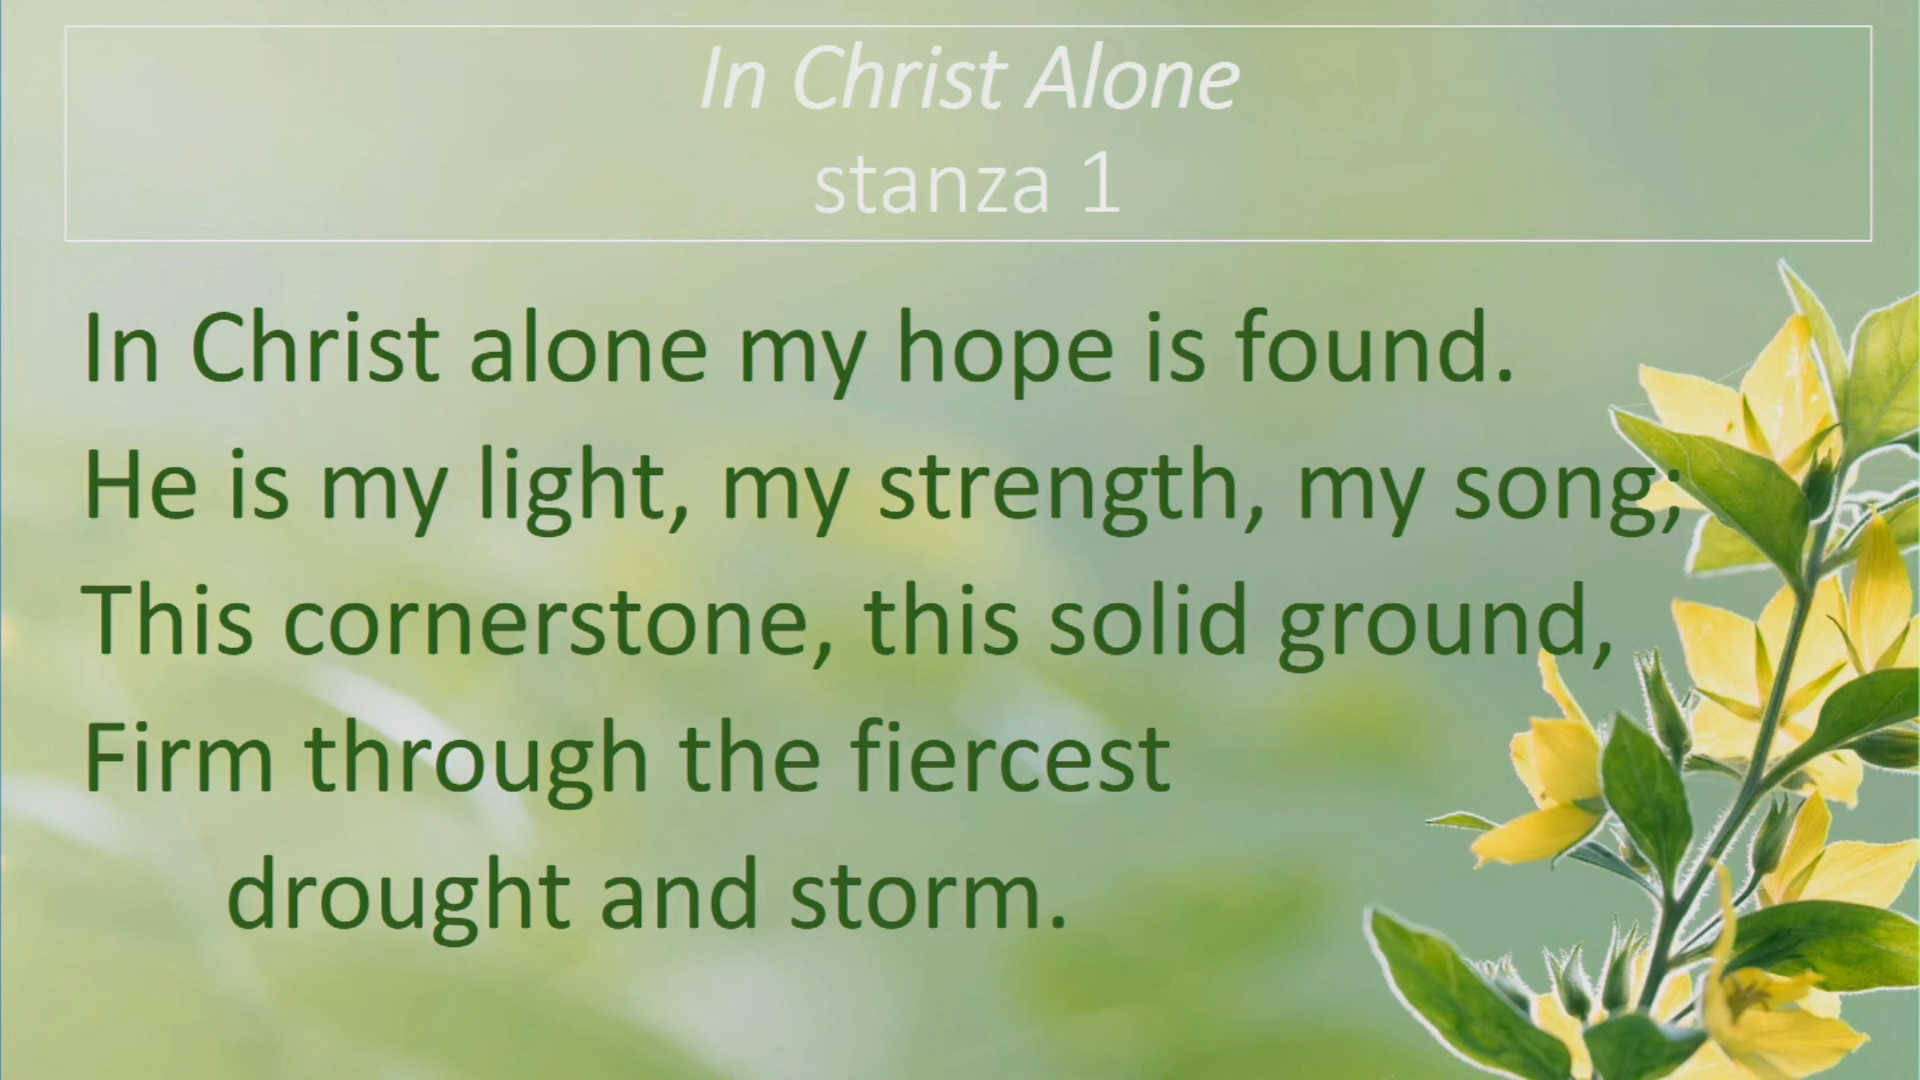 In Christ Alone
stanza 1
In Christ alone my hope is found.
He is my light, my strength, my song;
This cornerstone, this solid ground,
Firm through the fiercest
drought and storm.